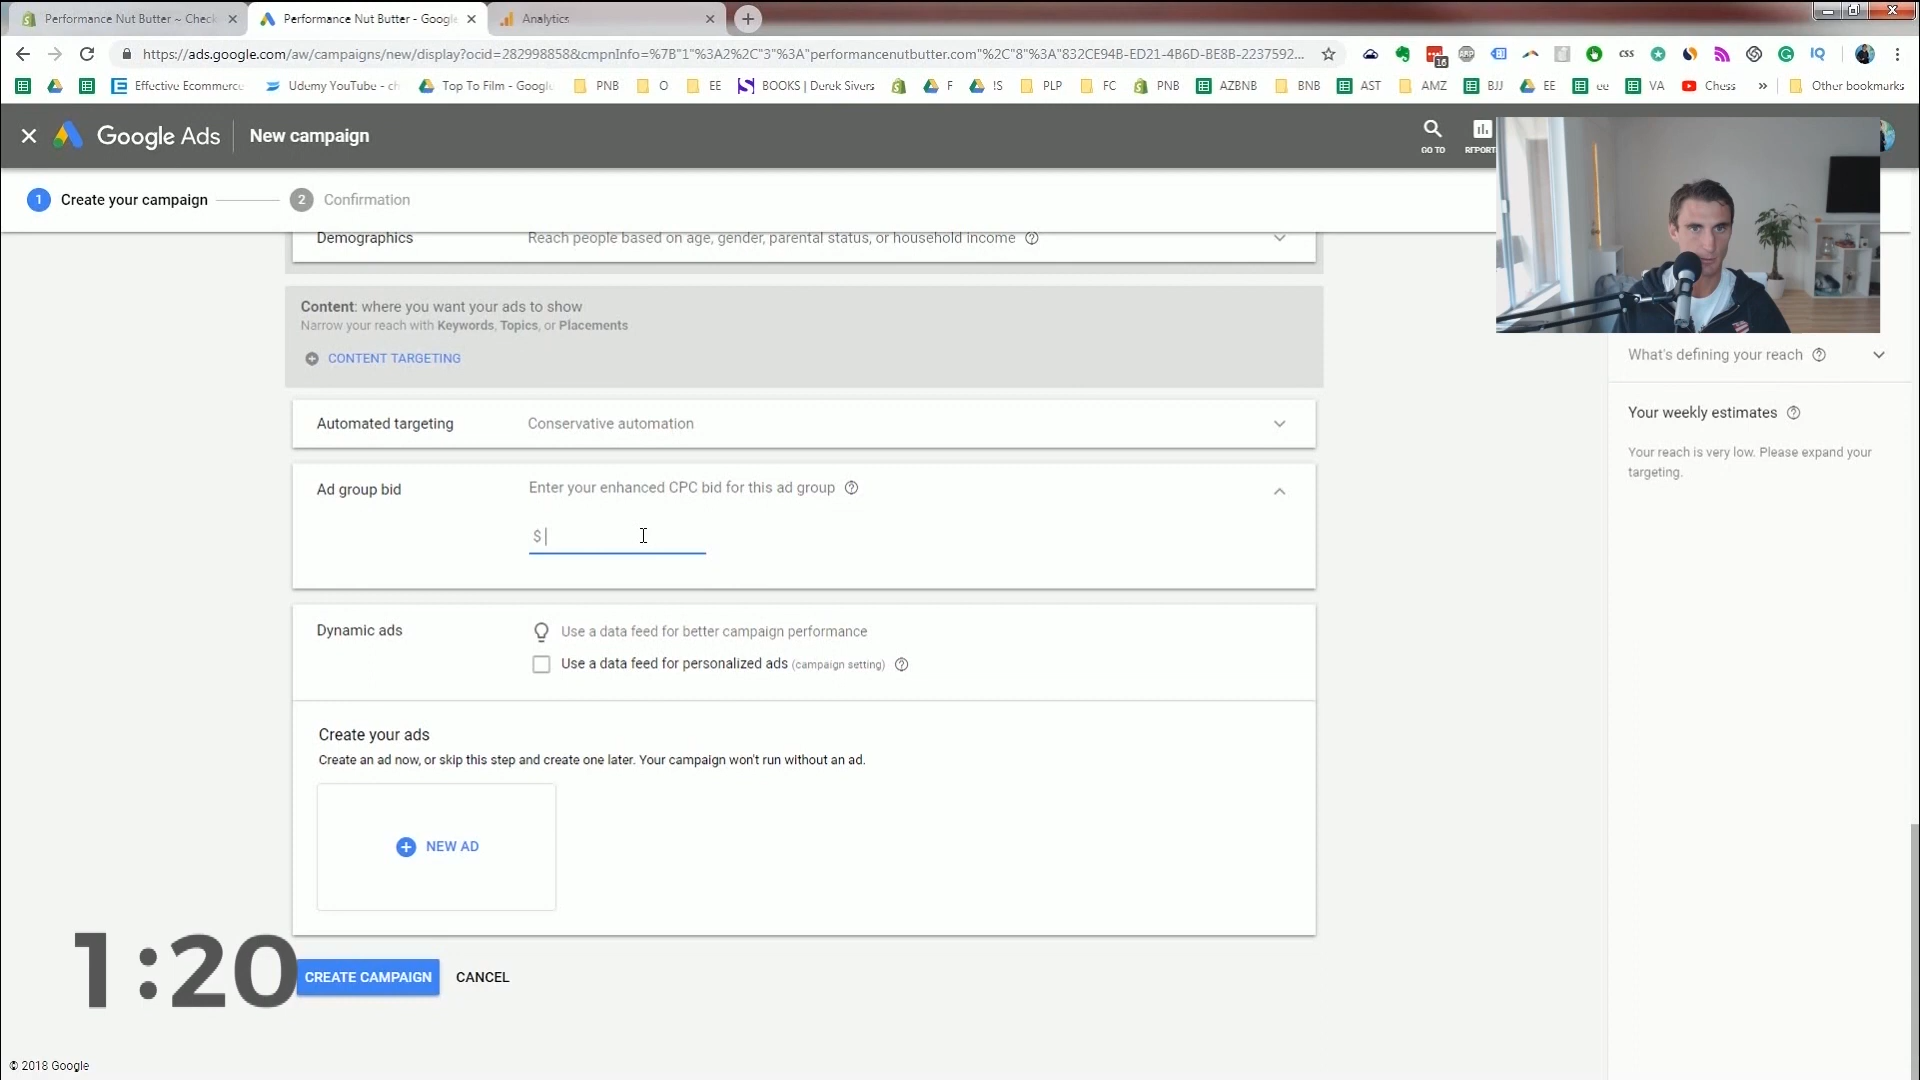 Performance Nut Butter ~ Check
Performance Nut Butter - Google
Analytics
https://ads.google.com/aw/campaigns/new/display?ocid=282998858&cmpnInfo=%7B"1"%3A2%2C"3"%3A"performancenutbutter.com"%2C"8"%3A"832CE94B-ED21-4B6D-BE8B-2237592...
16
ABP
css
IQ
Effective Ecommerc
Udemy YouTube - ch
Top To Film - Googl
PNB
O
EE
BOOKS | Derek Sivers
F
!S
PLP
FC
PNB
AZBNB
BNB
AST
AMZ
BJJ
EE
ee
VA
Chess
»
Other bookmarks
Google Ads
New campaign
GO TO
REPORT
1
Create your campaign
2
Confirmation
Demographics
Reach people based on age, gender, parental status, or household income
Content: where you want your ads to show
Narrow your reach with Keywords, Topics, or Placements
CONTENT TARGETING
What's defining your reach
Automated targeting
Conservative automation
Your weekly estimates
Your reach is very low. Please expand your
targeting.
Ad group bid
Enter your enhanced CPC bid for this ad group
$
Dynamic ads
Use a data feed for better campaign performance
Use a data feed for personalized ads (campaign setting)
Create your ads
Create an ad now, or skip this step and create one later. Your campaign won't run without an ad.
NEW AD
1:20
CREATE CAMPAIGN
CANCEL
© 2018 Google